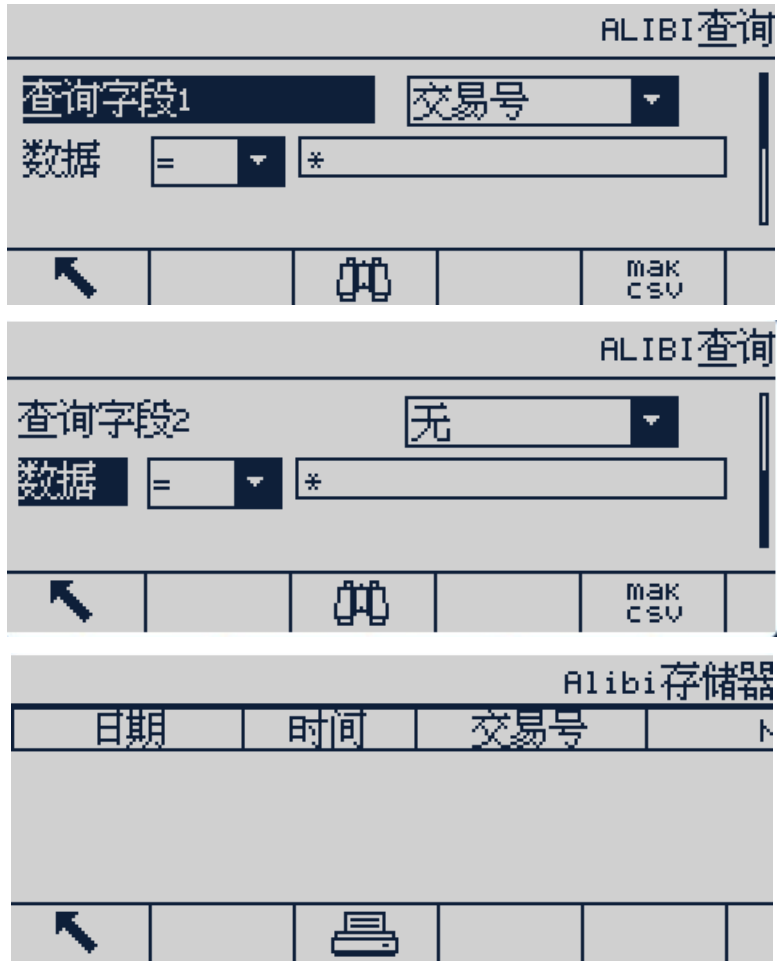 ALIBI查询
查询字段1 交易号
数据 = *
mak
csv
ALIBI查询
查询字段2 无
数据 = *
mak
csv
Alibi存储器
日期 时间 交易号